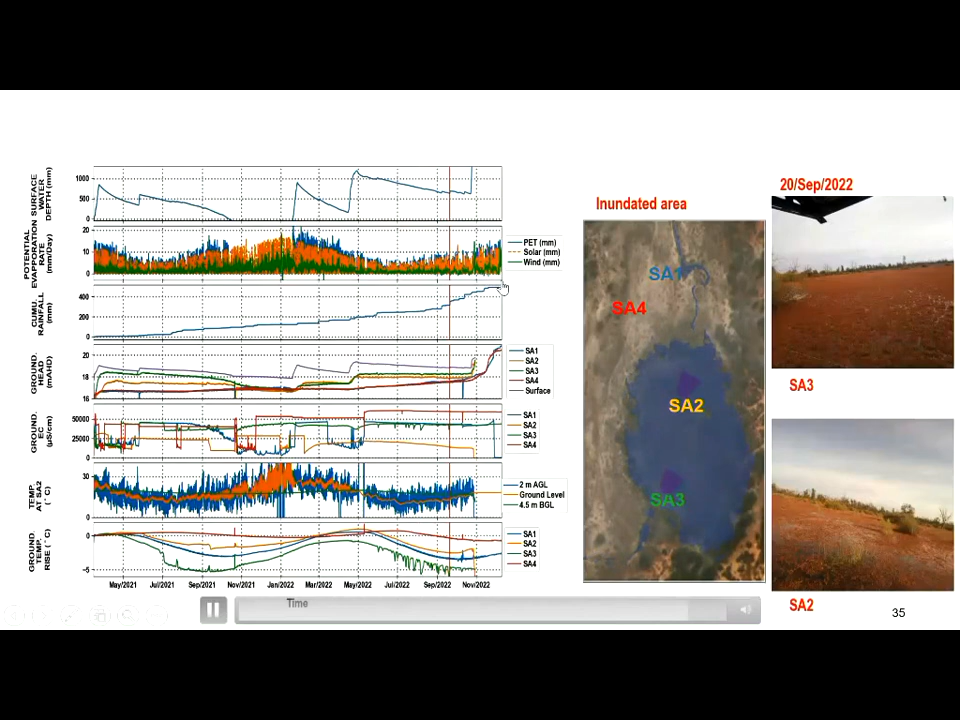 SURFACE
WATER
DEPTH (mm)
1000
500
0
POTENTIAL
EVAPPORATION
RATE
(mm/Day)
20
10
0
PET (mm)
Solar (mm)
Wind (mm)
CUMU.
RAINFALL
(mm)
400
200
0
GROUND.
HEAD
(mAHD)
20
18
16
SA1
SA2
SA3
SA4
Surface
GROUND.
EC
(µS/cm)
50000
25000
0
SA1
SA2
SA3
SA4
TEMP.
AT SA2
(˚C)
30
0
2 m AGL
Ground Level
4.5 m BGL
GROUND.
TEMP.
RISE (˚C)
0
−5
SA1
SA2
SA3
SA4
May/2021 Jul/2021 Sep/2021 Nov/2021 Jan/2022 Mar/2022 May/2022 Jul/2022 Sep/2022 Nov/2022
Time
Inundated area
SA1
SA4
SA2
SA3
20/Sep/2022
SA3
SA2
35